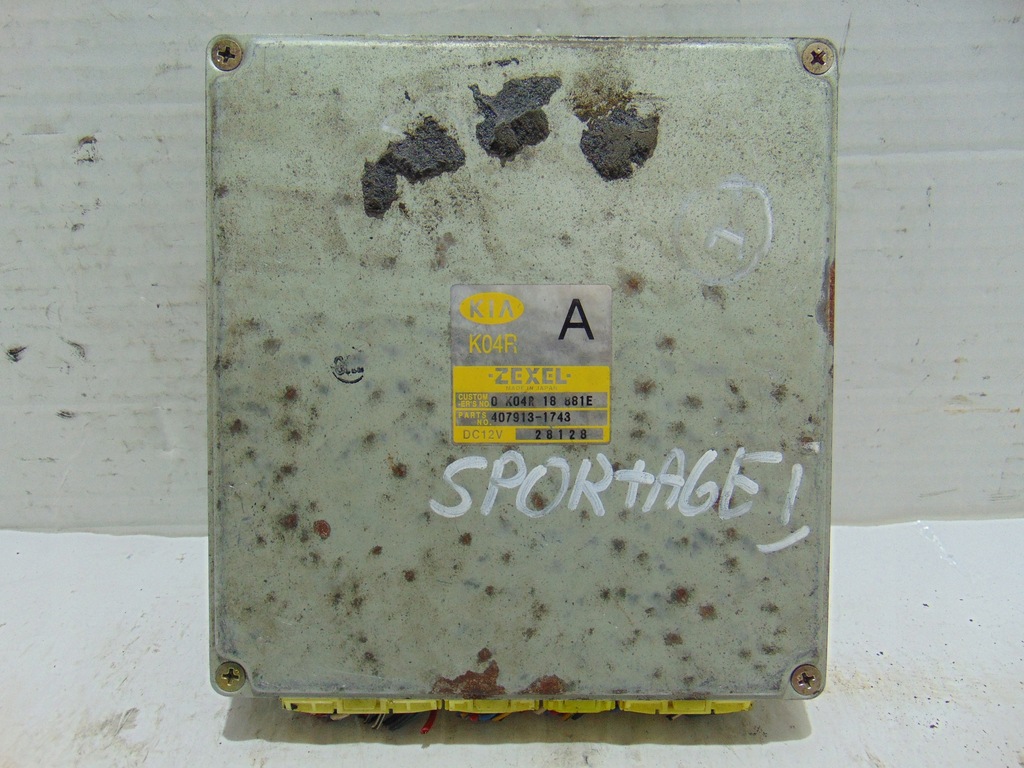 KIA
A
K04R
-ZEXEL-
MADE IN JAPAN
CUSTOM
-ER'S NO. 0 K04R 18 881E
PARTS
NO. 407913-1743
DC12V 28128
SPORTAGE I